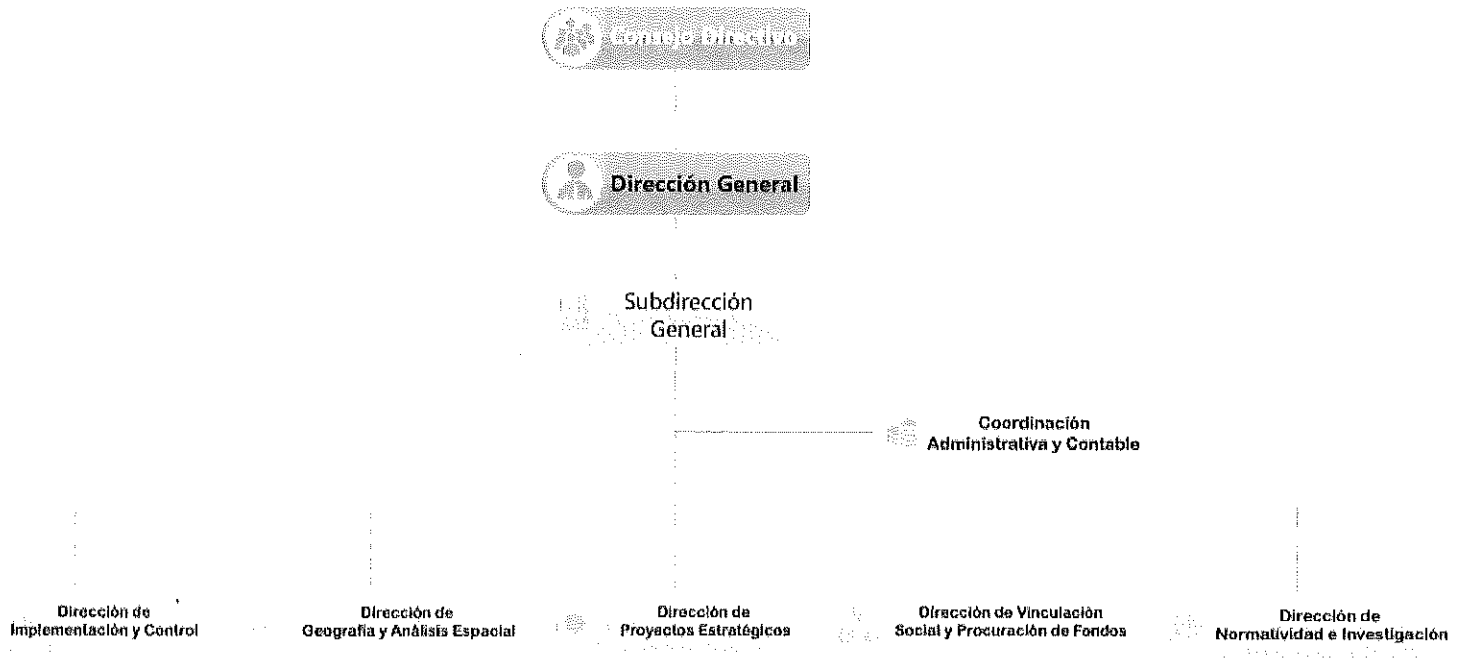 Consejo Directivo
Dirección General
Subdirección
General
Coordinación
Administrativa y Contable
Dirección de
Implementación y Control
Dirección de
Geografía y Análisis Espacial
Dirección de
Proyectos Estratégicos
Dirección de Vinculación
Social y Procuración de Fondos
Dirección de
Normatividad e Investigación